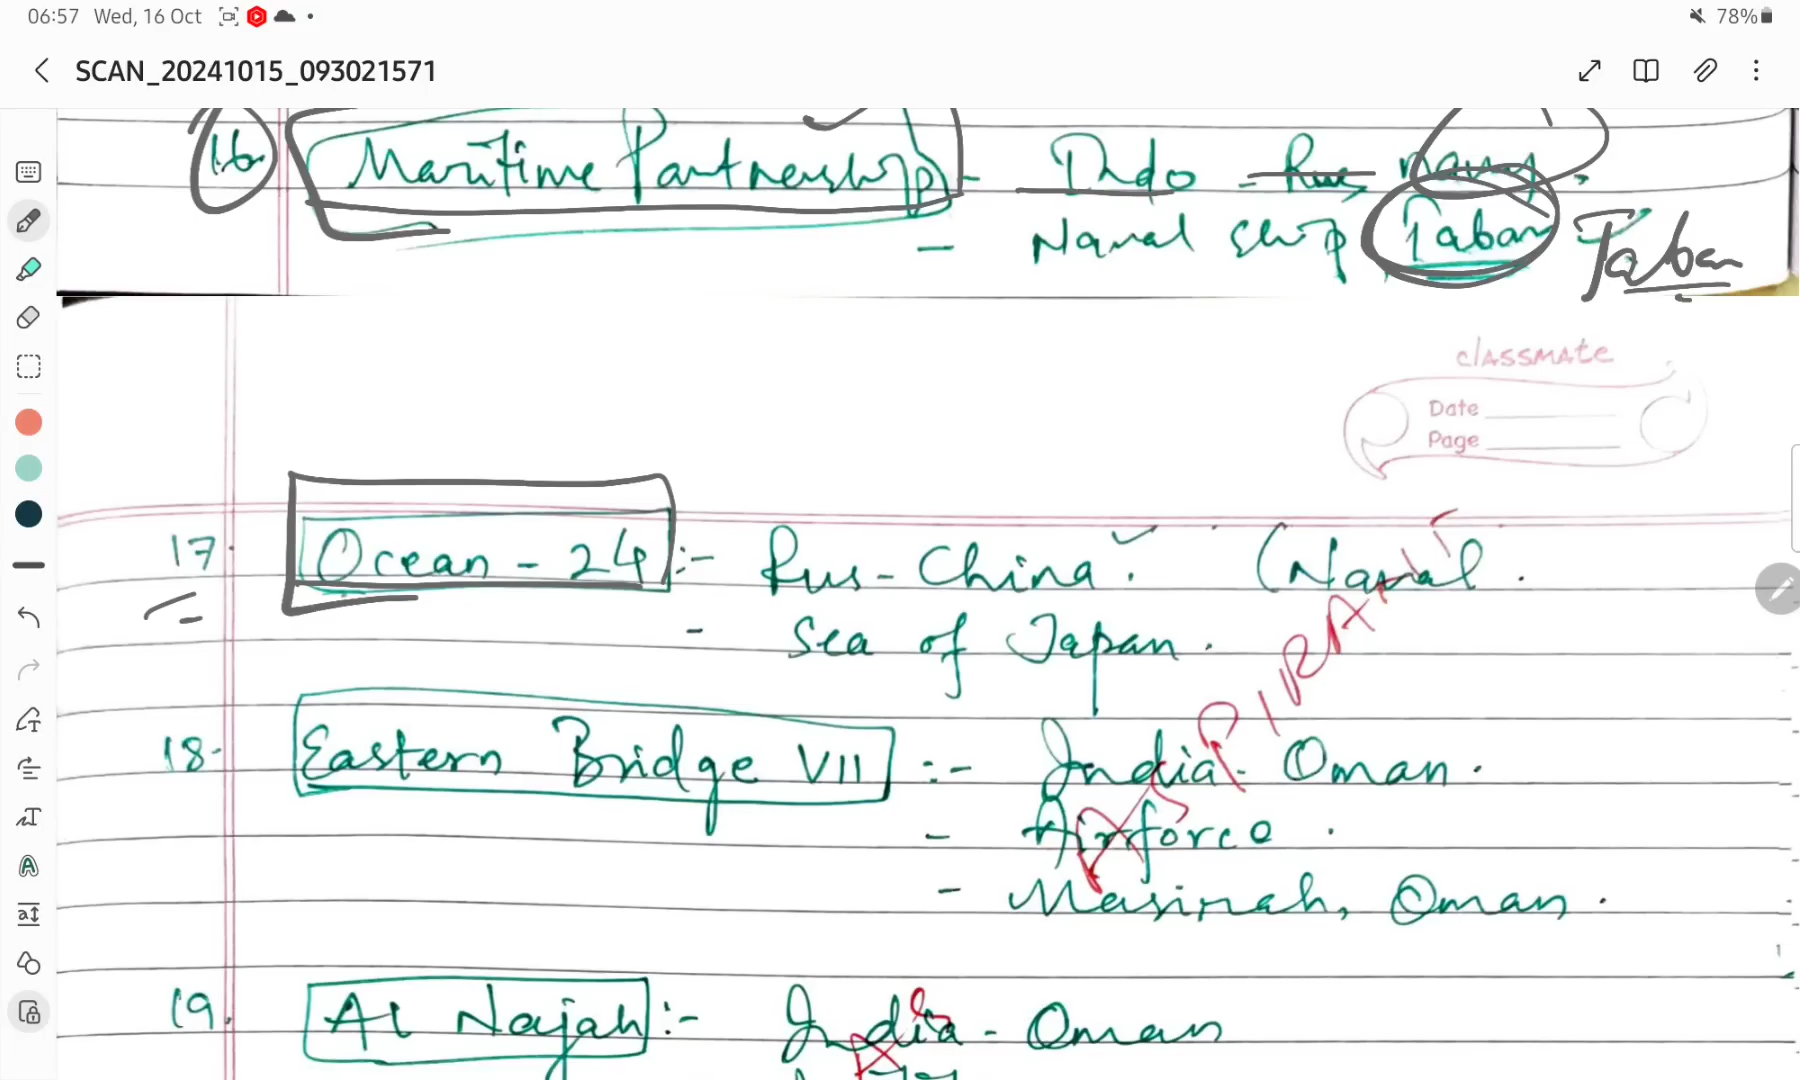 06:57 Wed, 16 Oct 78%
SCAN_20241015_093021571
16. Maritime Partnership - Indo - Rus navy.
- Naval ship Taban Taban
classmate
Date
Page
17. Ocean - 24 :- Rus - China. (Naval.
- Sea of Japan.
18. Eastern Bridge VII :- India - Oman.
- Airforce.
- Masirah, Oman.
19. Al Najah :- India - Oman